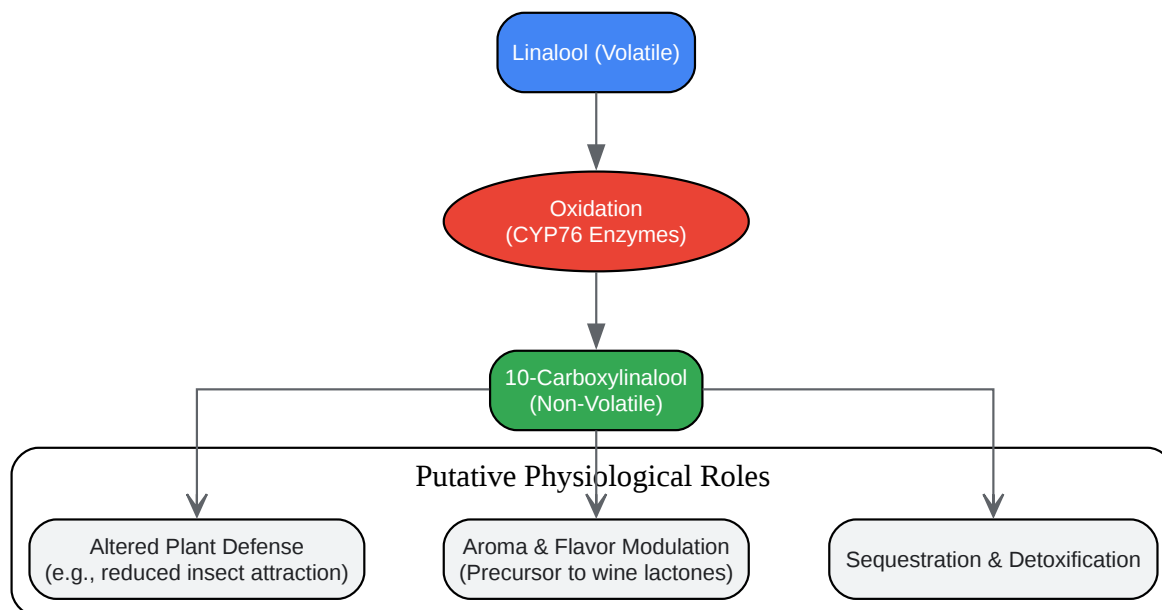 Linalool (Volatile)
Oxidation
(CYP76 Enzymes)
10-Carboxylinalool
(Non-Volatile)
Putative Physiological Roles
Altered Plant Defense
(e.g., reduced insect attraction)
Aroma & Flavor Modulation
(Precursor to wine lactones)
Sequestration & Detoxification